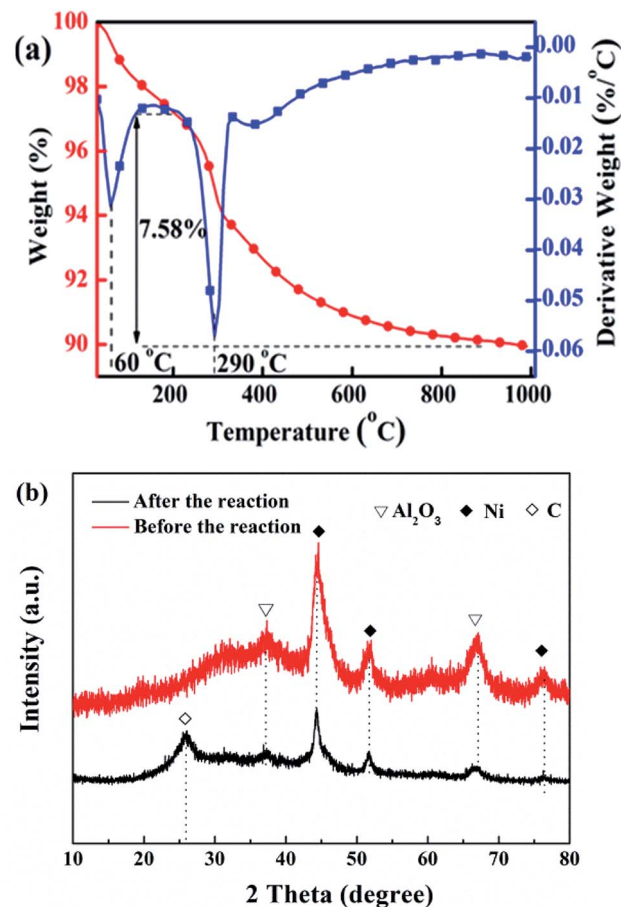 (a)
100
98
96
94
92
90
Weight (%)
7.58%
60 °C
290 °C
0.00
0.01
0.02
0.03
0.04
0.05
0.06
Derivative Weight (%/°C)
200
400
600
800
1000
Temperature (°C)
(b)
After the reaction
Before the reaction
Al₂O₃
Ni
C
Intensity (a.u.)
10
20
30
40
50
60
70
80
2 Theta (degree)